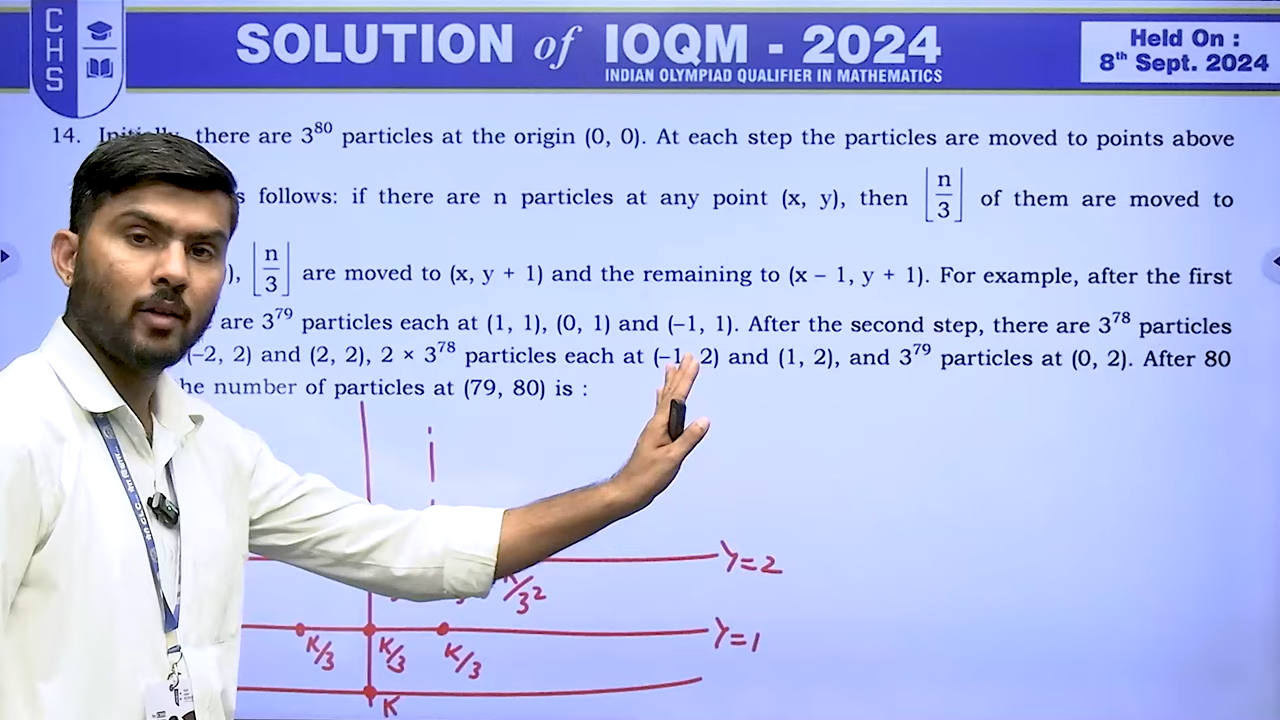 CHS
SOLUTION of IOQM - 2024
INDIAN OLYMPIAD QUALIFIER IN MATHEMATICS
Held On :
8th Sept. 2024
14. Initially, there are 3^80 particles at the origin (0, 0). At each step the particles are moved to points above
s follows: if there are n particles at any point (x, y), then ⌊n/3⌋ of them are moved to
), ⌊n/3⌋ are moved to (x, y + 1) and the remaining to (x – 1, y + 1). For example, after the first
are 3^79 particles each at (1, 1), (0, 1) and (–1, 1). After the second step, there are 3^78 particles
(–2, 2) and (2, 2), 2 × 3^78 particles each at (–1, 2) and (1, 2), and 3^79 particles at (0, 2). After 80
he number of particles at (79, 80) is :
Y=2
K/3^2
Y=1
K/3 K/3 K/3
K